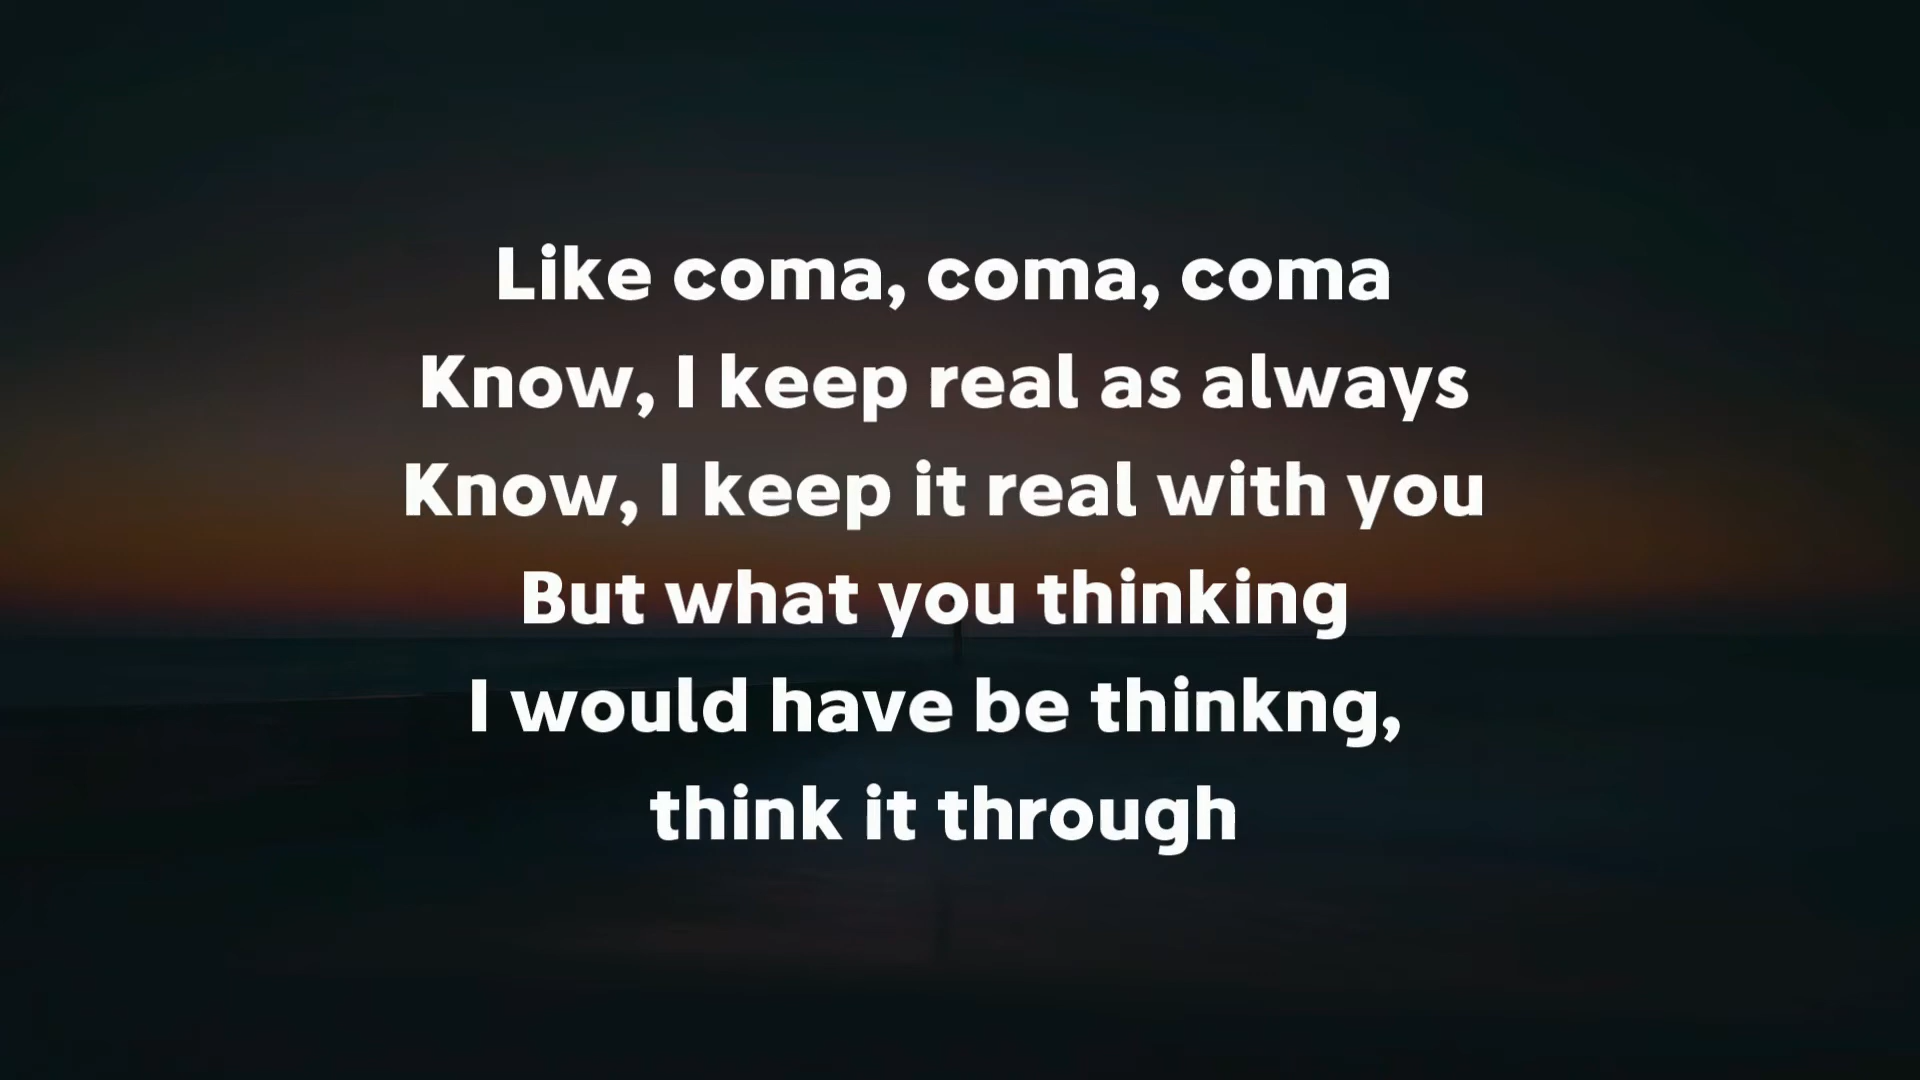 Like coma, coma, coma
Know, I keep real as always
Know, I keep it real with you
But what you thinking
I would have be thinkng,
think it through